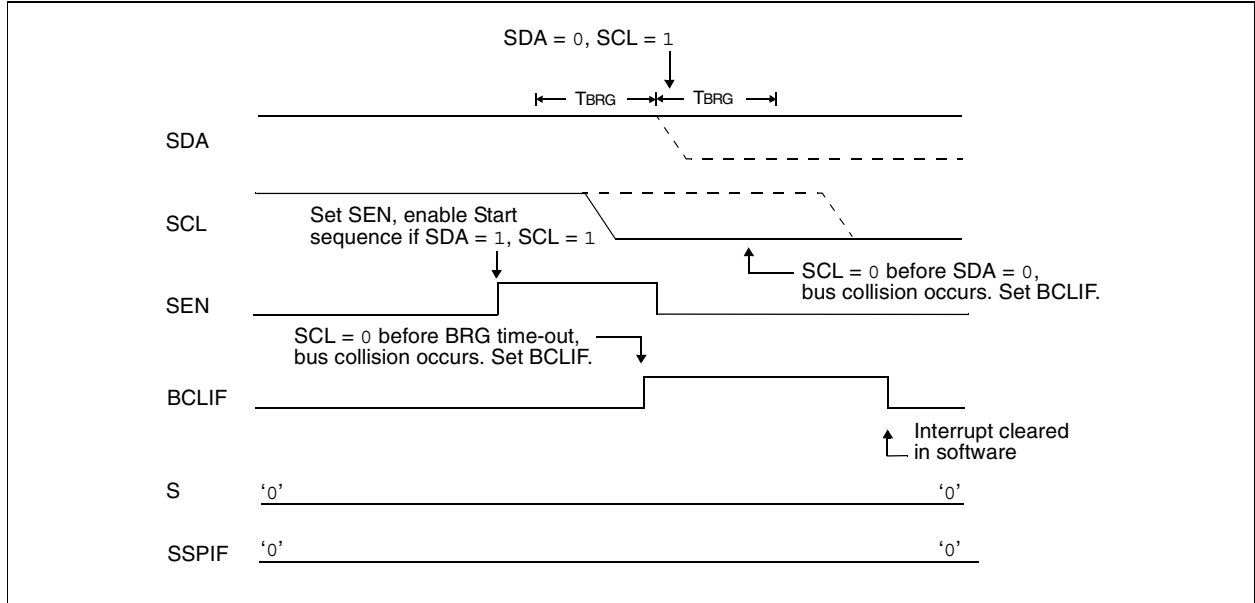 SDA = 0, SCL = 1
TBRG TBRG
SDA
SCL
Set SEN, enable Start
sequence if SDA = 1, SCL = 1
SCL = 0 before SDA = 0,
bus collision occurs. Set BCLIF.
SEN
SCL = 0 before BRG time-out,
bus collision occurs. Set BCLIF.
BCLIF
Interrupt cleared
in software
S ‘0’ ‘0’
SSPIF ‘0’ ‘0’